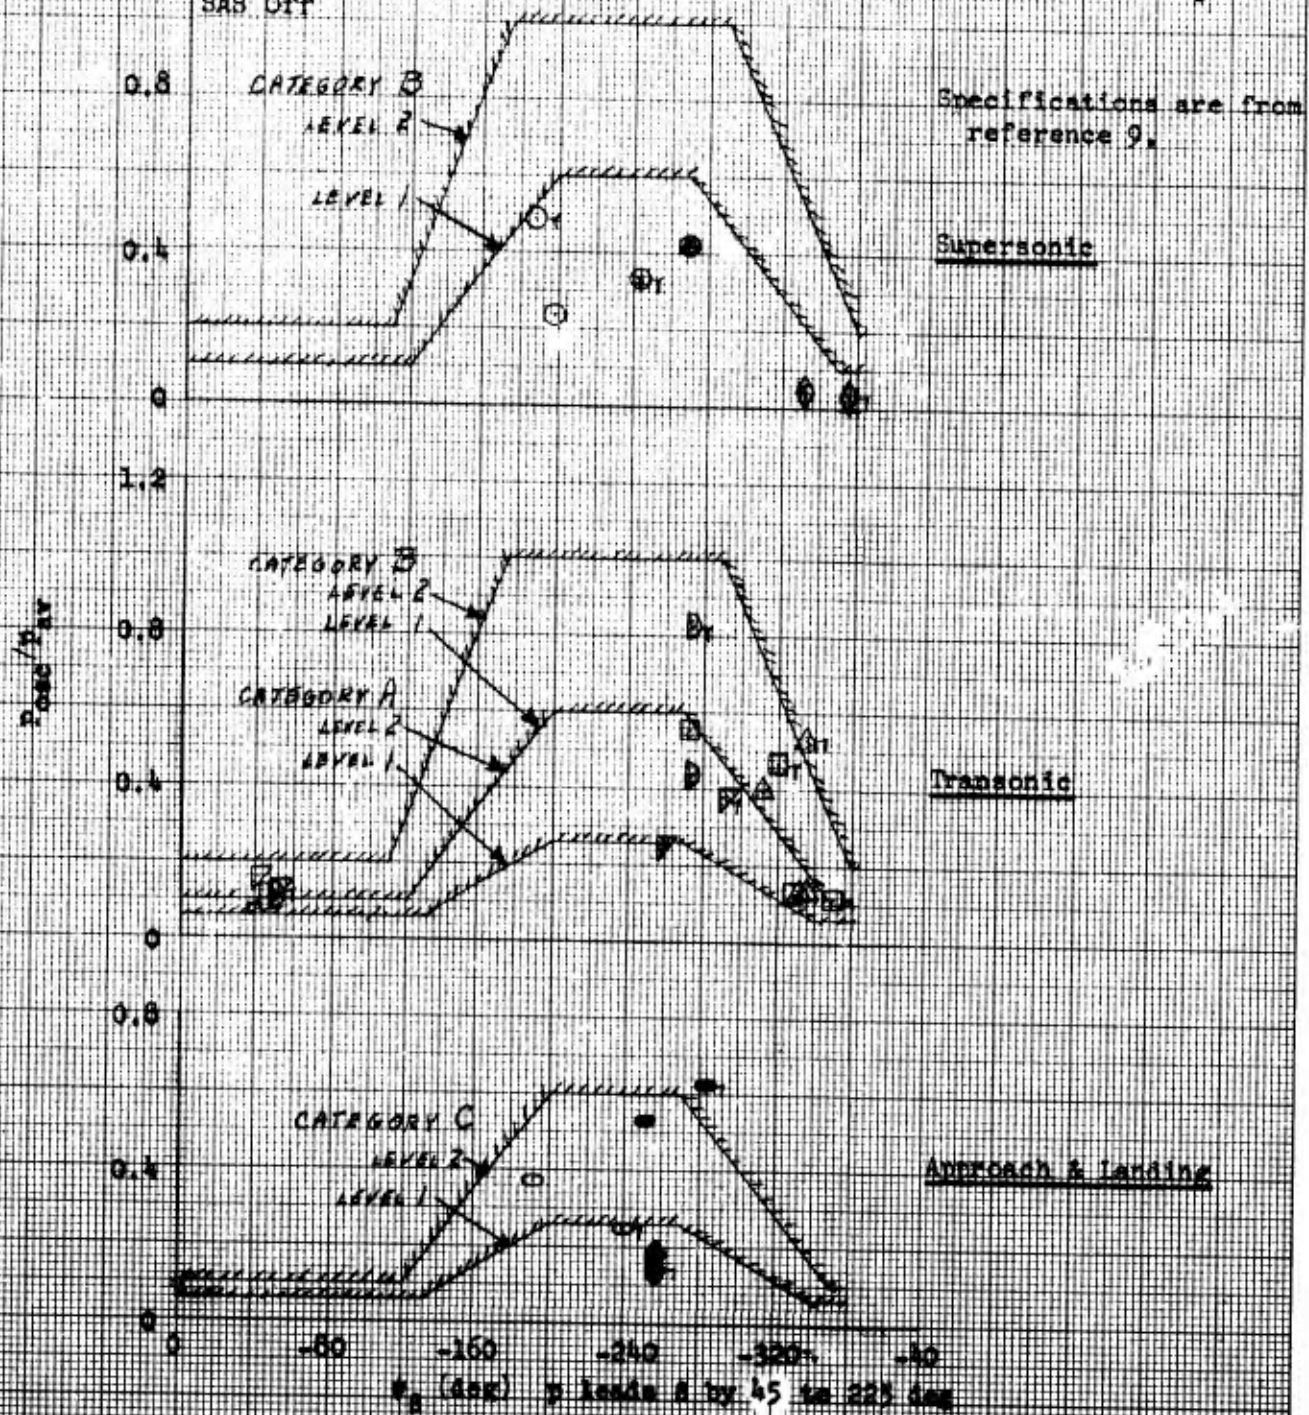 SAS Off
0.8
CATEGORY B
LEVEL 2
Specifications are from
reference 9.
LEVEL 1
0.4
Supersonic
0
1.2
CATEGORY B
LEVEL 2
0.8
LEVEL 1
Posc/Pav
CATEGORY A
LEVEL 2
LEVEL 1
0.4
Transonic
0
0.8
CATEGORY C
LEVEL 2
0.4
Approach & Landing
LEVEL 1
0
0 -80 -160 -240 -320 -40
(deg) p leads β by 45 to 225 deg